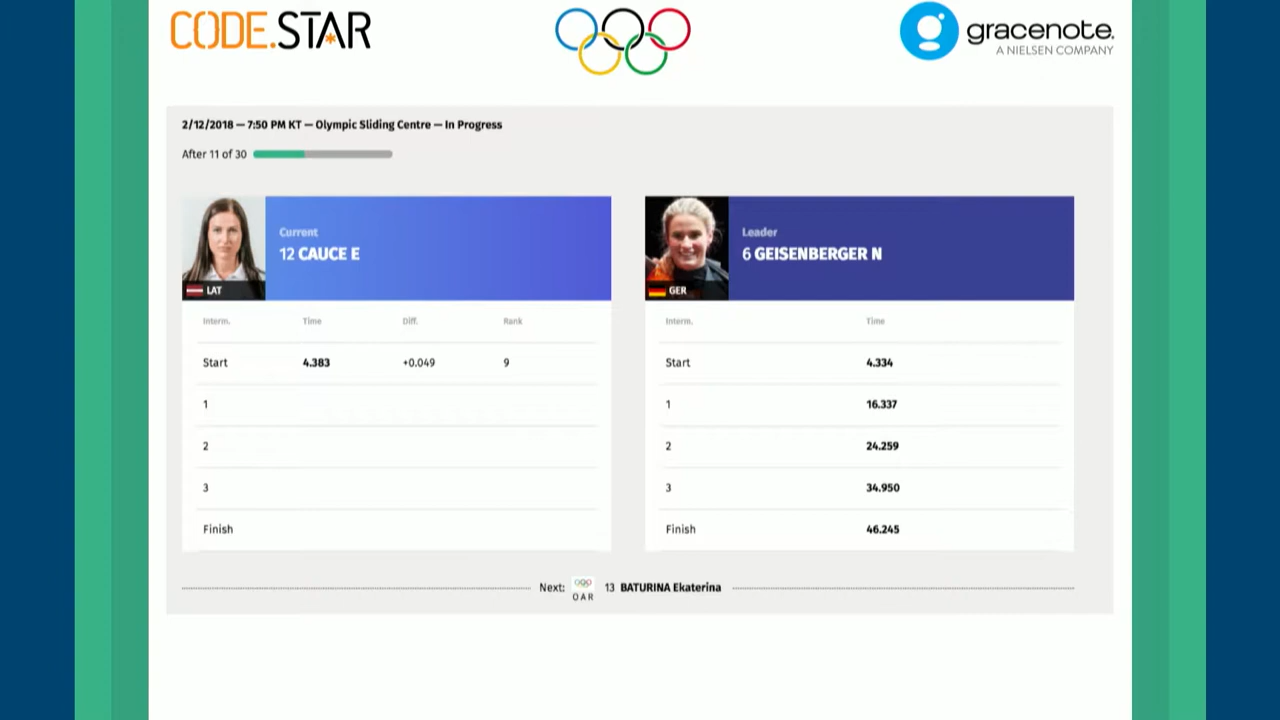 CODE.STAR
gracenote.
A NIELSEN COMPANY
2/12/2018 — 7:50 PM KT — Olympic Sliding Centre — In Progress
After 11 of 30
Current
12 CAUCE E
LAT
Interm. Time Diff. Rank
Start 4.383 +0.049 9
1
2
3
Finish
Leader
6 GEISENBERGER N
GER
Interm. Time
Start 4.334
1 16.337
2 24.259
3 34.950
Finish 46.245
Next: OAR 13 BATURINA Ekaterina